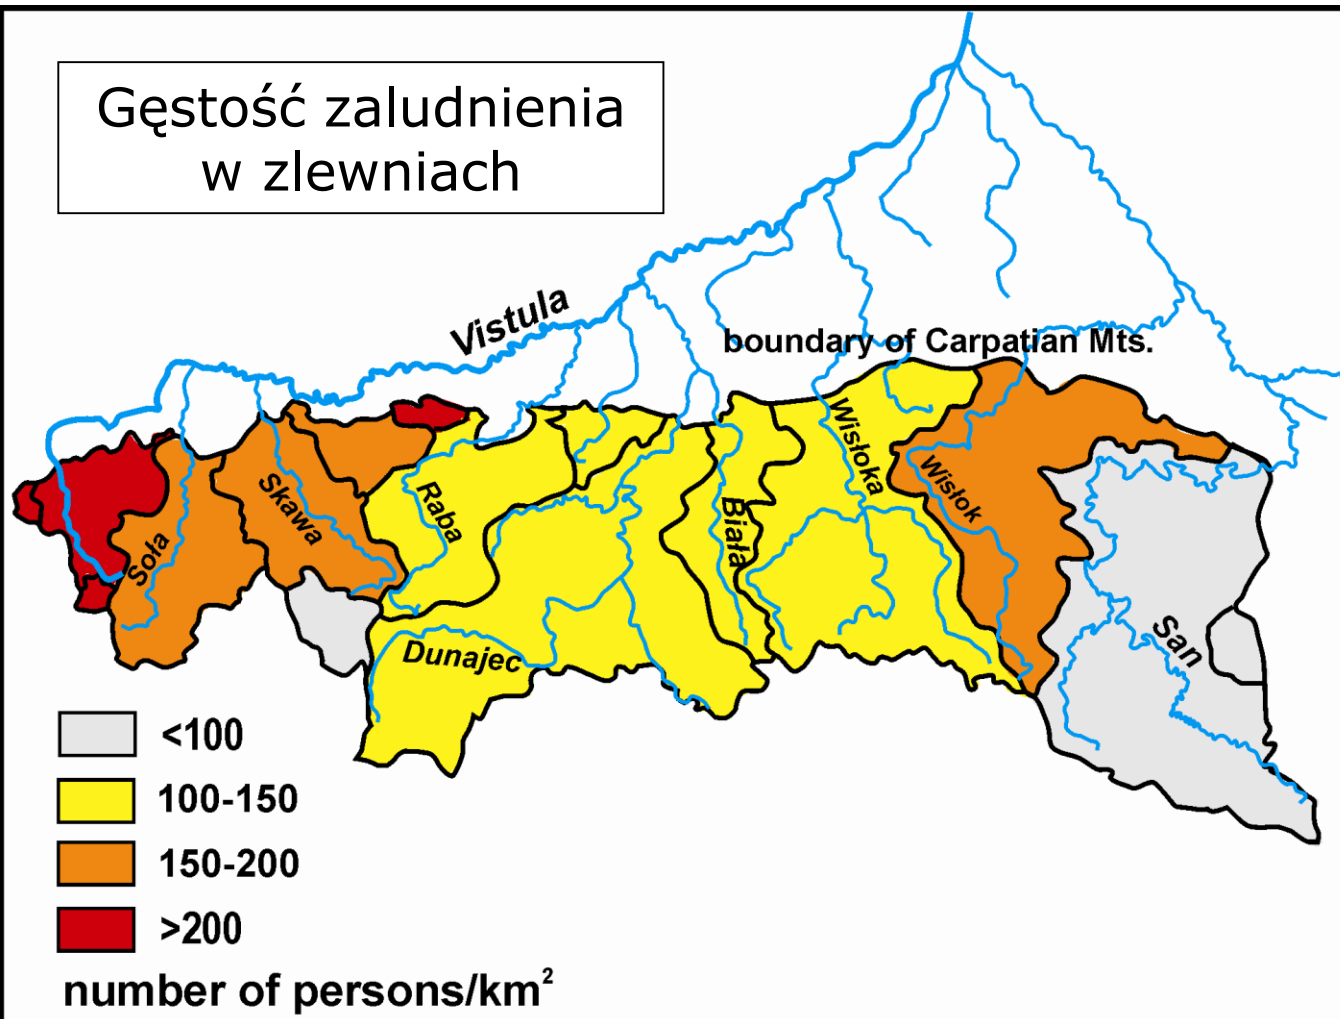 Gęstość zaludnienia
w zlewniach
Vistula
boundary of Carpatian Mts.
Soła
Skawa
Raba
Dunajec
Biała
Wisłoka
Wisłok
San
<100
100-150
150-200
>200
number of persons/km²